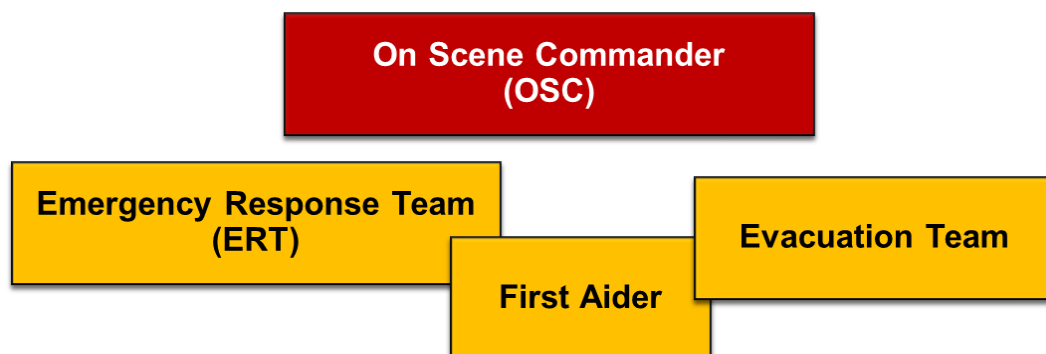 On Scene Commander
(OSC)
Emergency Response Team
(ERT)
First Aider
Evacuation Team